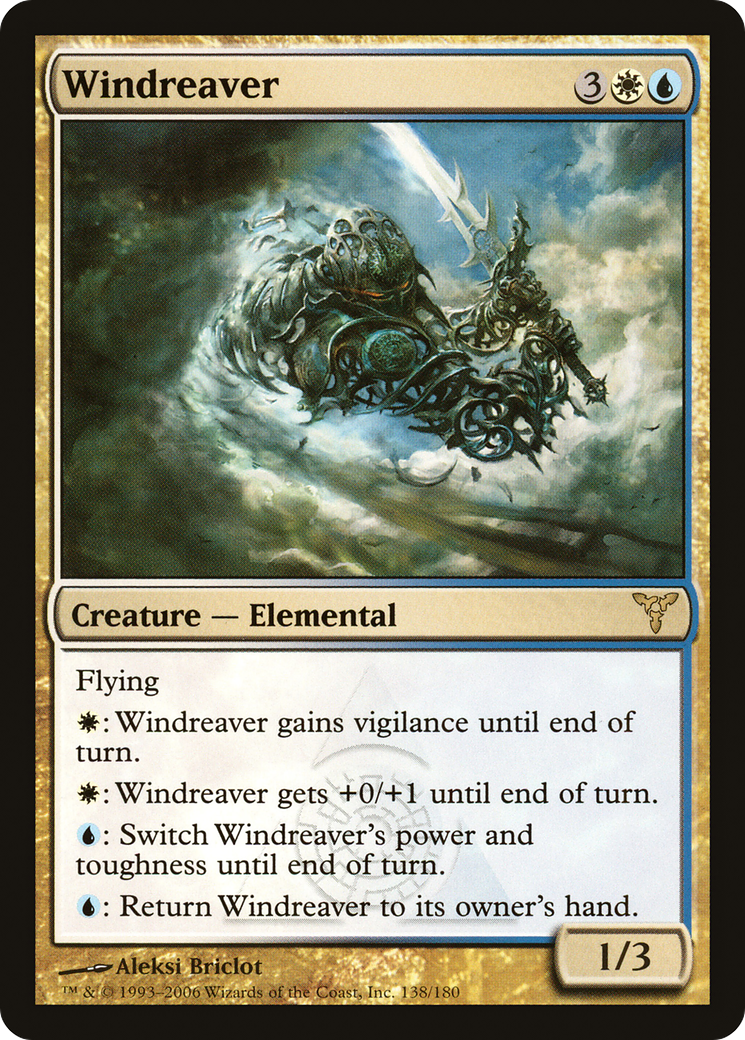 Windreaver 3
Creature — Elemental
Flying
: Windreaver gains vigilance until end of
turn.
: Windreaver gets +0/+1 until end of turn.
: Switch Windreaver's power and
toughness until end of turn.
: Return Windreaver to its owner's hand.
1/3
Aleksi Briclot
™ & © 1993–2006 Wizards of the Coast, Inc. 138/180